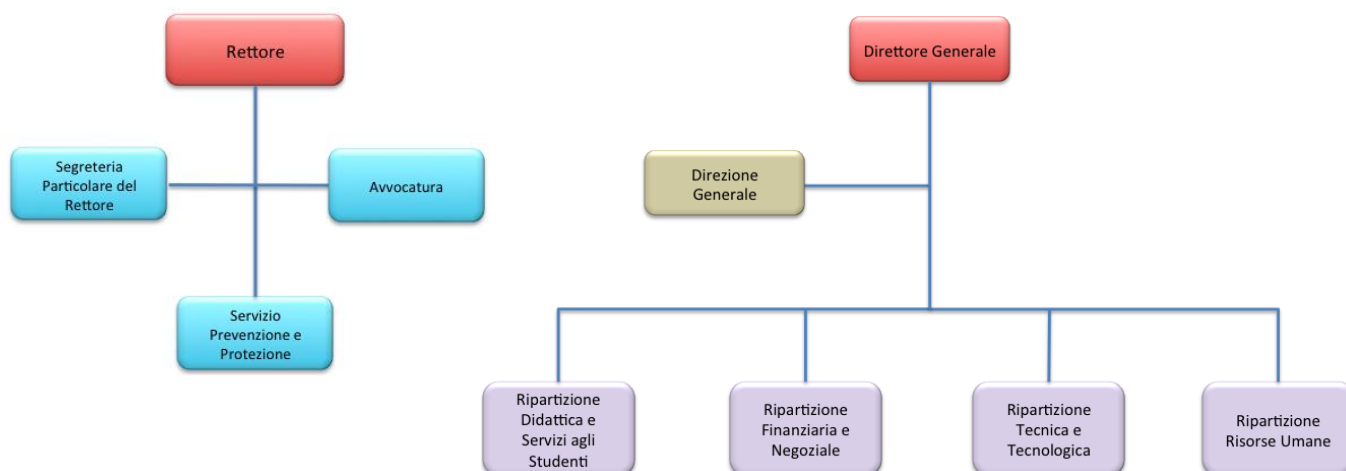 Rettore
Direttore Generale
Segreteria
Particolare del
Rettore
Avvocatura
Direzione
Generale
Servizio
Prevenzione e
Protezione
Ripartizione
Didattica e
Servizi agli
Studenti
Ripartizione
Finanziaria e
Negoziale
Ripartizione
Tecnica e
Tecnologica
Ripartizione
Risorse Umane